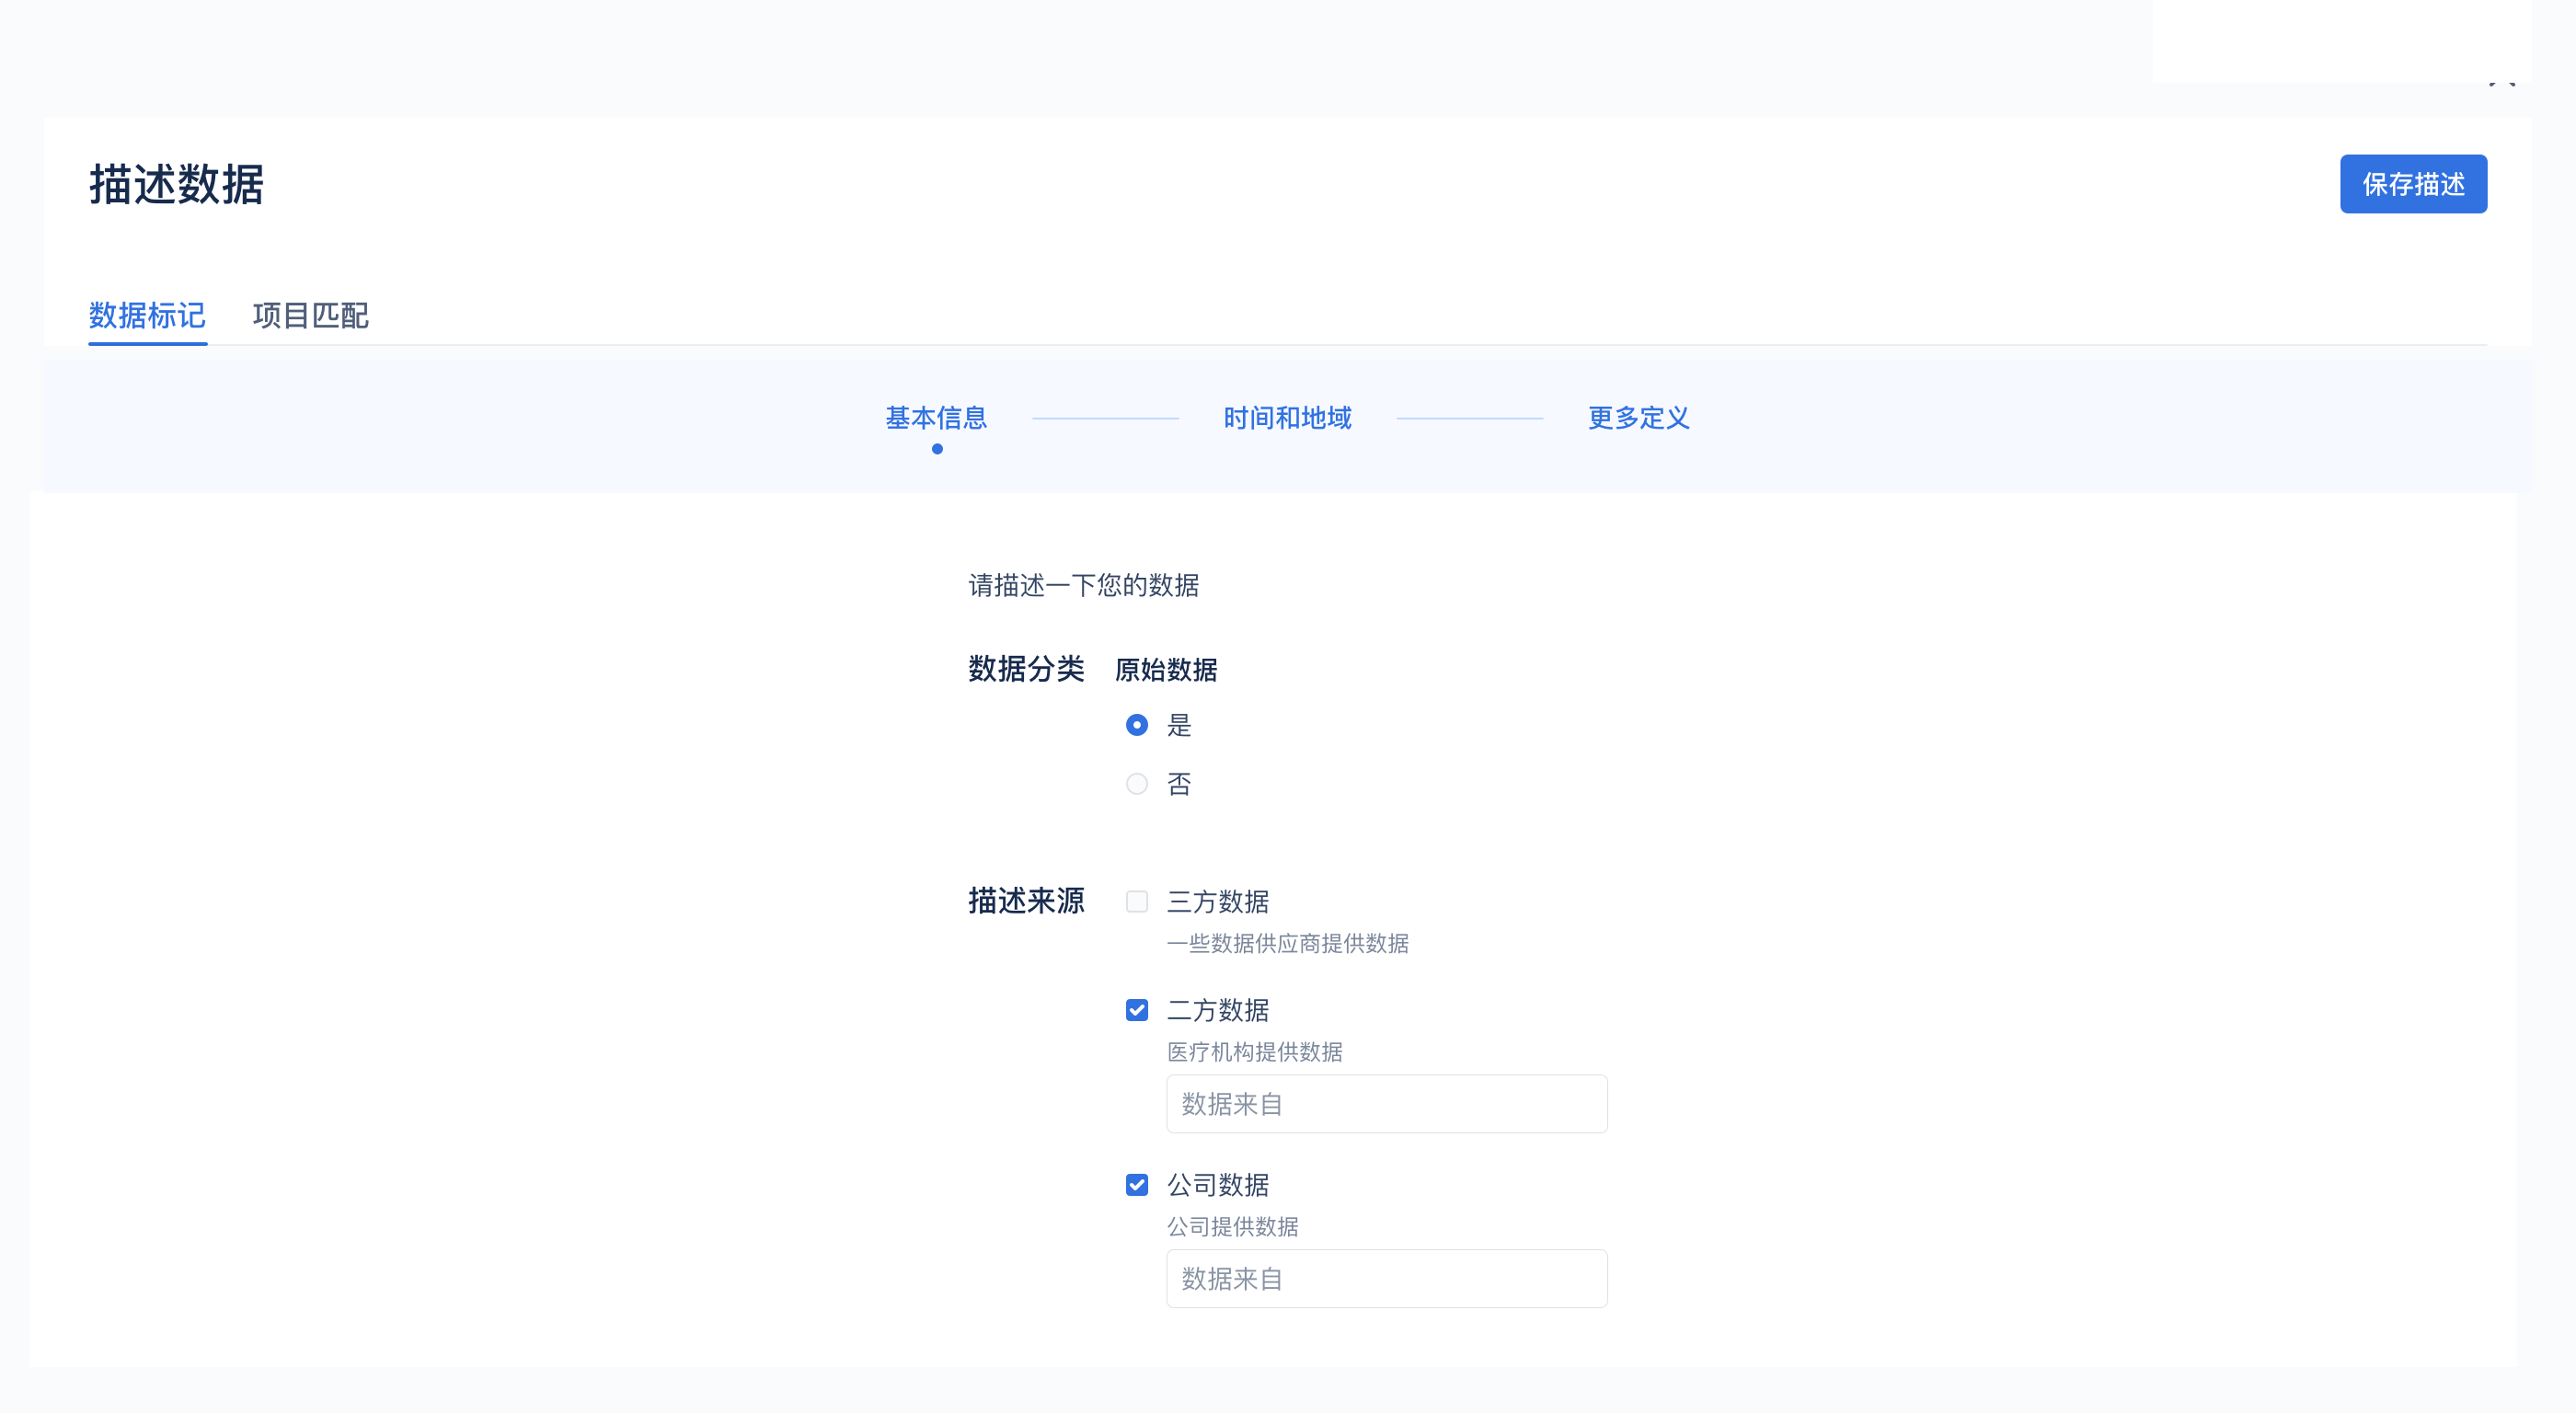 描述数据
保存描述
数据标记 项目匹配
基本信息 时间和地域 更多定义
请描述一下您的数据
数据分类 原始数据
是
否
描述来源 三方数据
一些数据供应商提供数据
二方数据
医疗机构提供数据
数据来自
公司数据
公司提供数据
数据来自